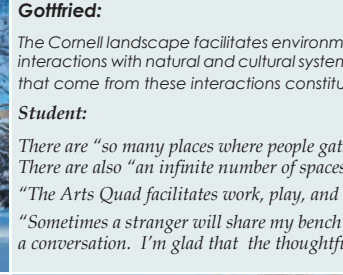 Gottfried:
The Cornell landscape facilitates environm
interactions with natural and cultural system
that come from these interactions constitu
Student:
There are “so many places where people gat
There are also “an infinite number of spaces
“The Arts Quad facilitates work, play, and
“Sometimes a stranger will share my bench
a conversation.  I’m glad that  the thoughtfu